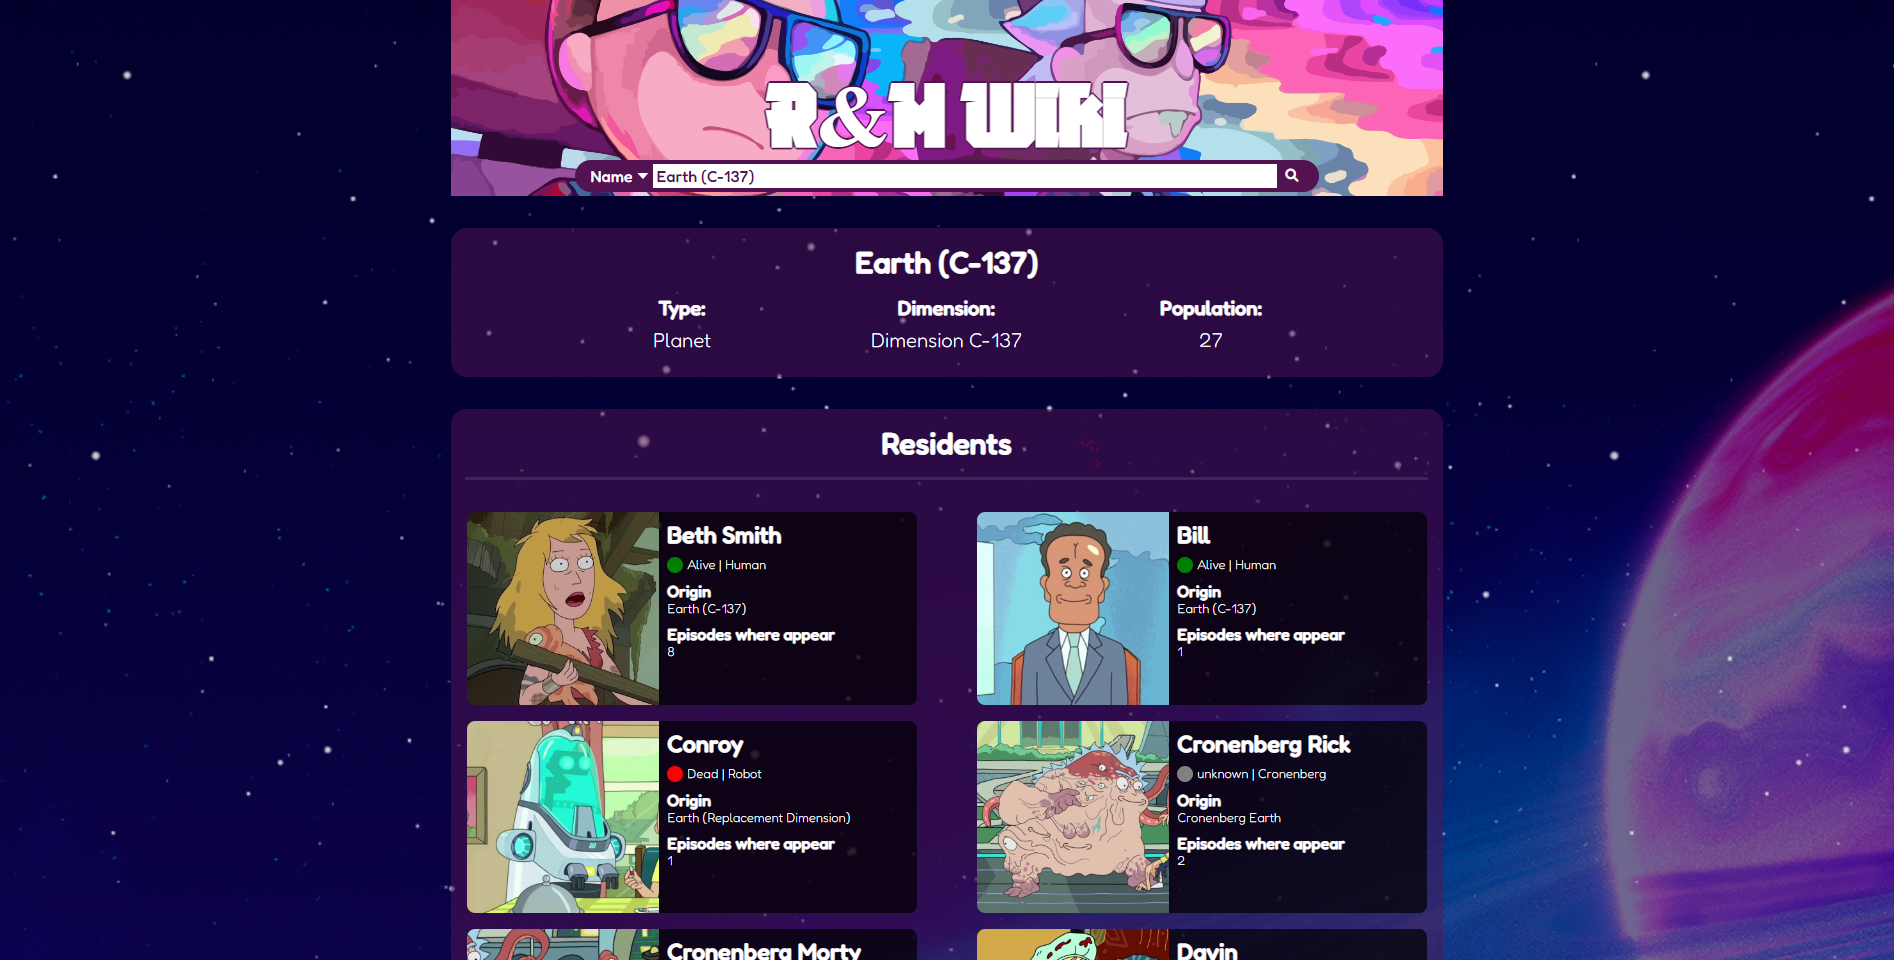 R&M Wiki
Name
Earth (C-137)
Earth (C-137)
Type:
Planet
Dimension:
Dimension C-137
Population:
27
Residents
Beth Smith
Alive | Human
Origin
Earth (C-137)
Episodes where appear
8
Bill
Alive | Human
Origin
Earth (C-137)
Episodes where appear
1
Conroy
Dead | Robot
Origin
Earth (Replacement Dimension)
Episodes where appear
1
Cronenberg Rick
unknown | Cronenberg
Origin
Cronenberg Earth
Episodes where appear
2
Cronenberg Morty
Davin